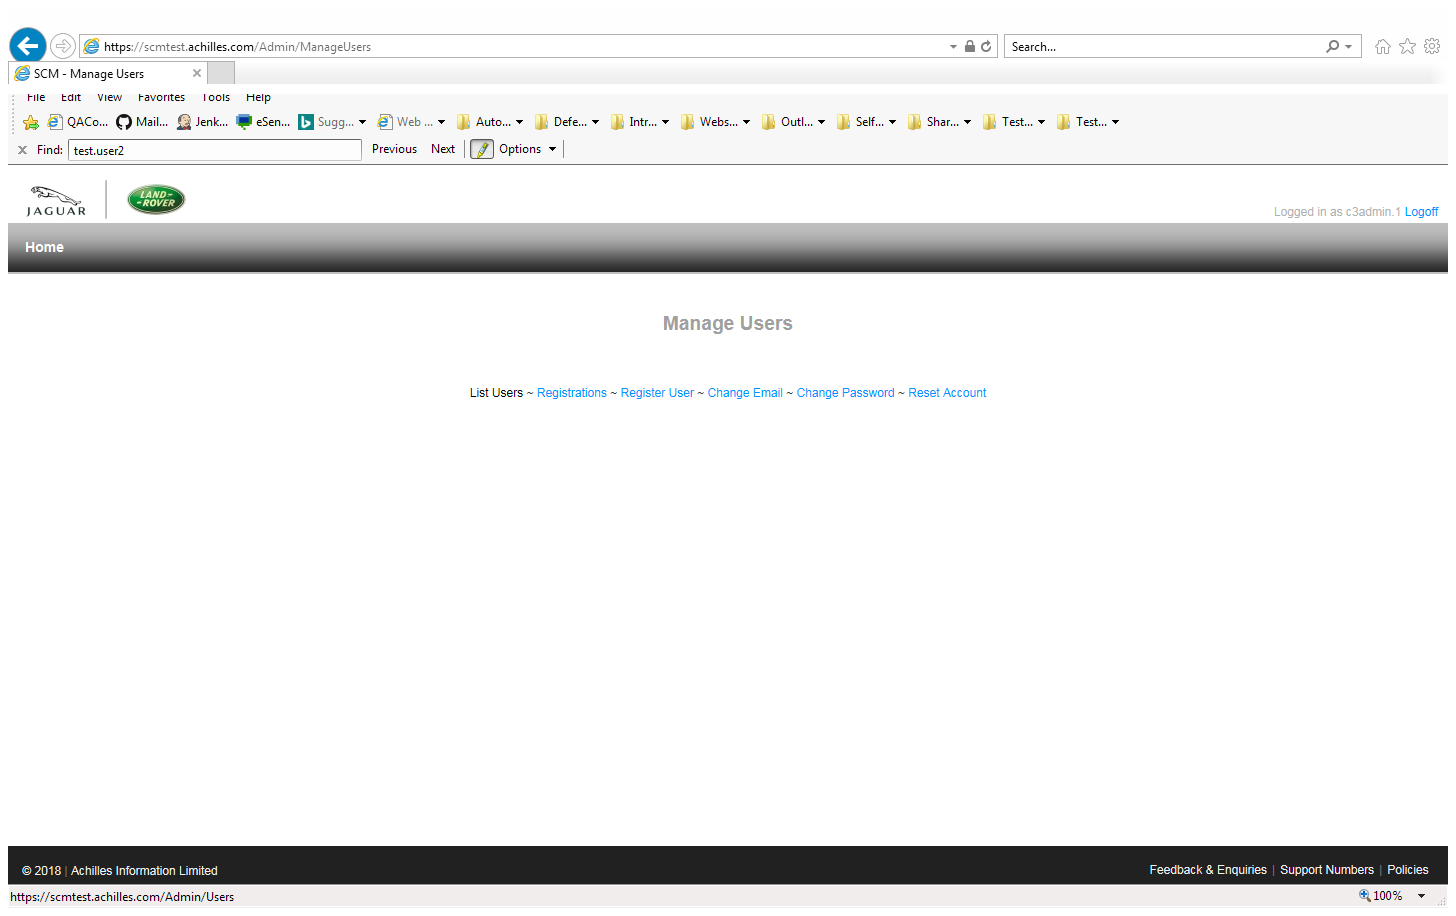 https://scmtest.achilles.com/Admin/ManageUsers
Search...
SCM - Manage Users
File Edit View Favorites Tools Help
QACo... Mail... Jenk... eSen... Sugg... Web ... Auto... Defe... Intr... Webs... Outl... Self... Shar... Test... Test...
Find: test.user2 Previous Next Options
JAGUAR
LAND-
-ROVER
Logged in as c3admin.1 Logoff
Home
Manage Users
List Users ~ Registrations ~ Register User ~ Change Email ~ Change Password ~ Reset Account
© 2018 | Achilles Information Limited
Feedback & Enquiries | Support Numbers | Policies
https://scmtest.achilles.com/Admin/Users
100%